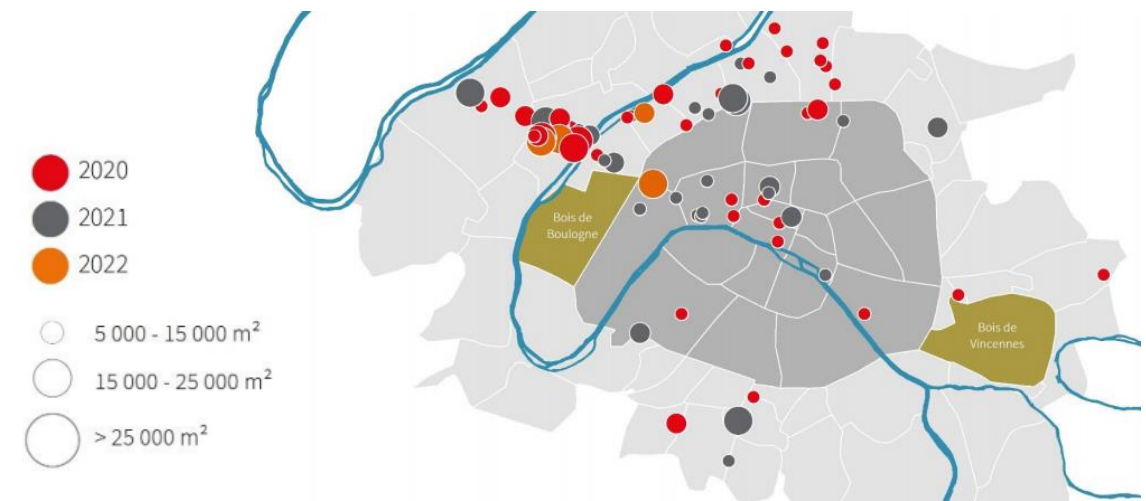 2020
2021
2022
5 000 - 15 000 m²
15 000 - 25 000 m²
> 25 000 m²
Bois de
Boulogne
Bois de
Vincennes